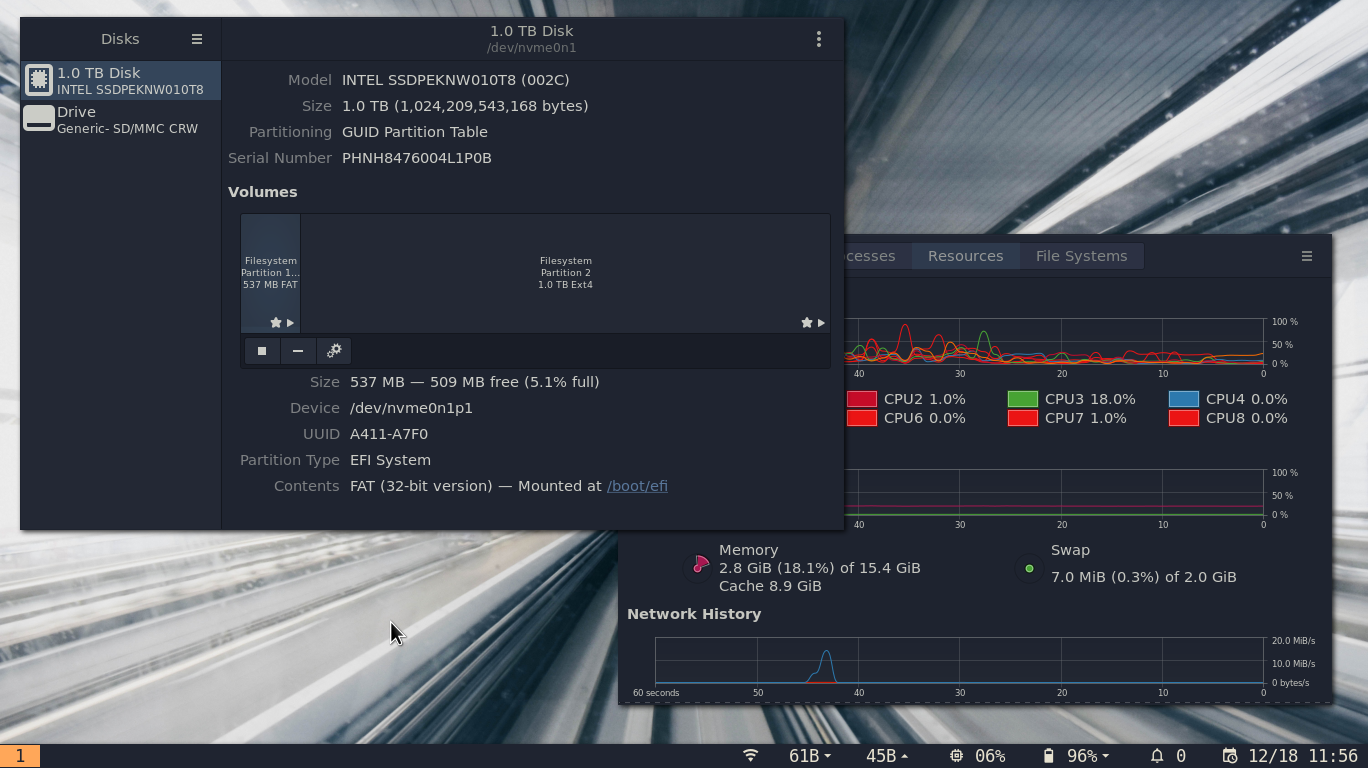 Disks
1.0 TB Disk
/dev/nvme0n1
1.0 TB Disk
INTEL SSDPEKNW010T8
Drive
Generic- SD/MMC CRW
Model INTEL SSDPEKNW010T8 (002C)
Size 1.0 TB (1,024,209,543,168 bytes)
Partitioning GUID Partition Table
Serial Number PHNH8476004L1P0B
Volumes
Filesystem
Partition 1...
537 MB FAT
Filesystem
Partition 2
1.0 TB Ext4
Size 537 MB — 509 MB free (5.1% full)
Device /dev/nvme0n1p1
UUID A411-A7F0
Partition Type EFI System
Contents FAT (32-bit version) — Mounted at /boot/efi
ocesses Resources File Systems
100 %
50 %
0 %
40 30 20 10 0
CPU2 1.0% CPU3 18.0% CPU4 0.0%
CPU6 0.0% CPU7 1.0% CPU8 0.0%
100 %
50 %
0 %
40 30 20 10 0
Memory
2.8 GiB (18.1%) of 15.4 GiB
Cache 8.9 GiB
Swap
7.0 MiB (0.3%) of 2.0 GiB
Network History
20.0 MiB/s
10.0 MiB/s
0 bytes/s
60 seconds 50 40 30 20 10 0
1 61B 45B 06% 96% 0 12/18 11:56